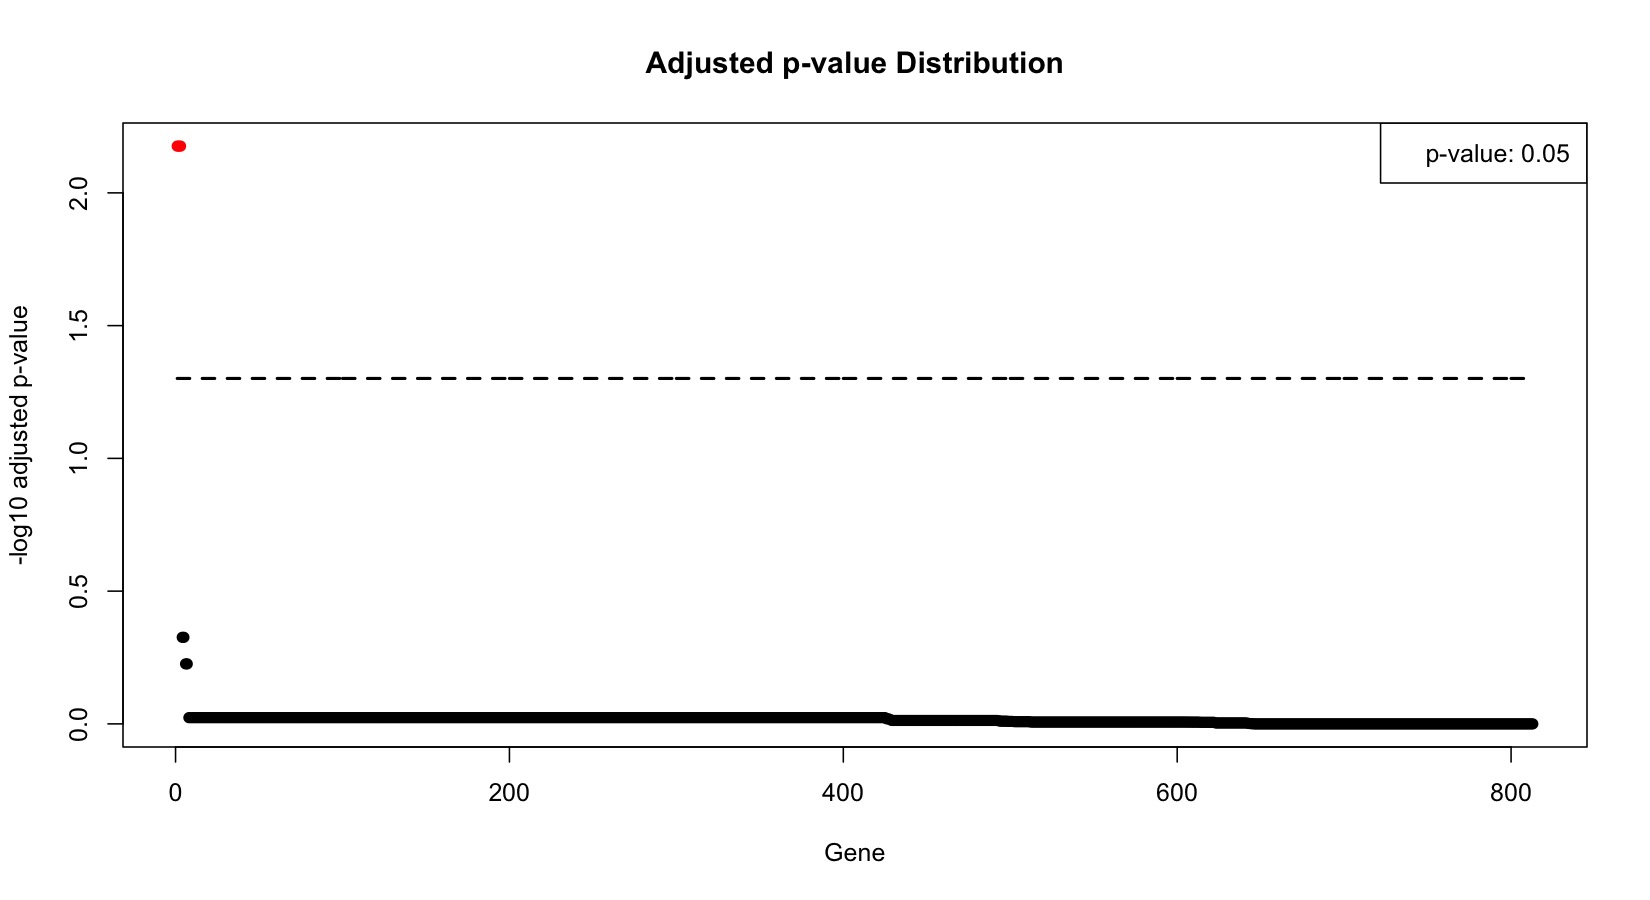 Adjusted p-value Distribution
p-value: 0.05
-log10 adjusted p-value
2.0
1.5
1.0
0.5
0.0
0 200 400 600 800
Gene